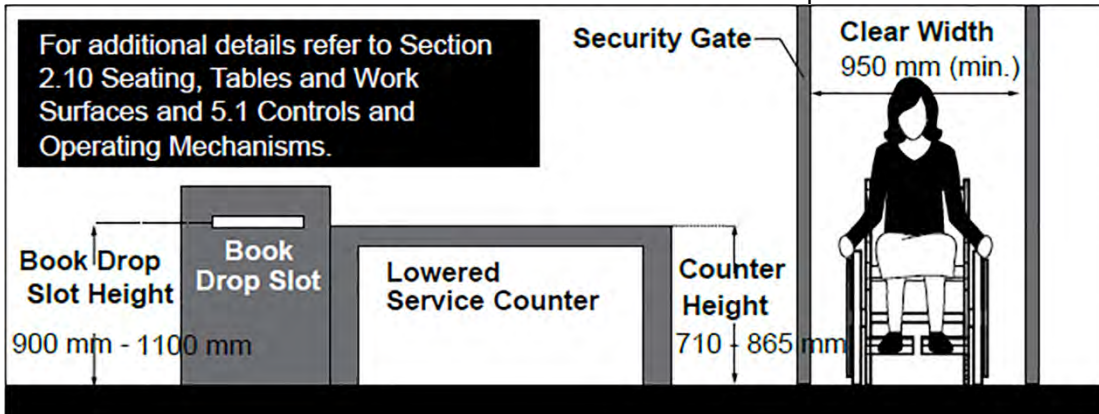 For additional details refer to Section
2.10 Seating, Tables and Work
Surfaces and 5.1 Controls and
Operating Mechanisms.
Security Gate
Clear Width
950 mm (min.)
Book Drop
Slot Height
900 mm - 1100 mm
Book
Drop Slot
Lowered
Service Counter
Counter
Height
710 - 865 mm